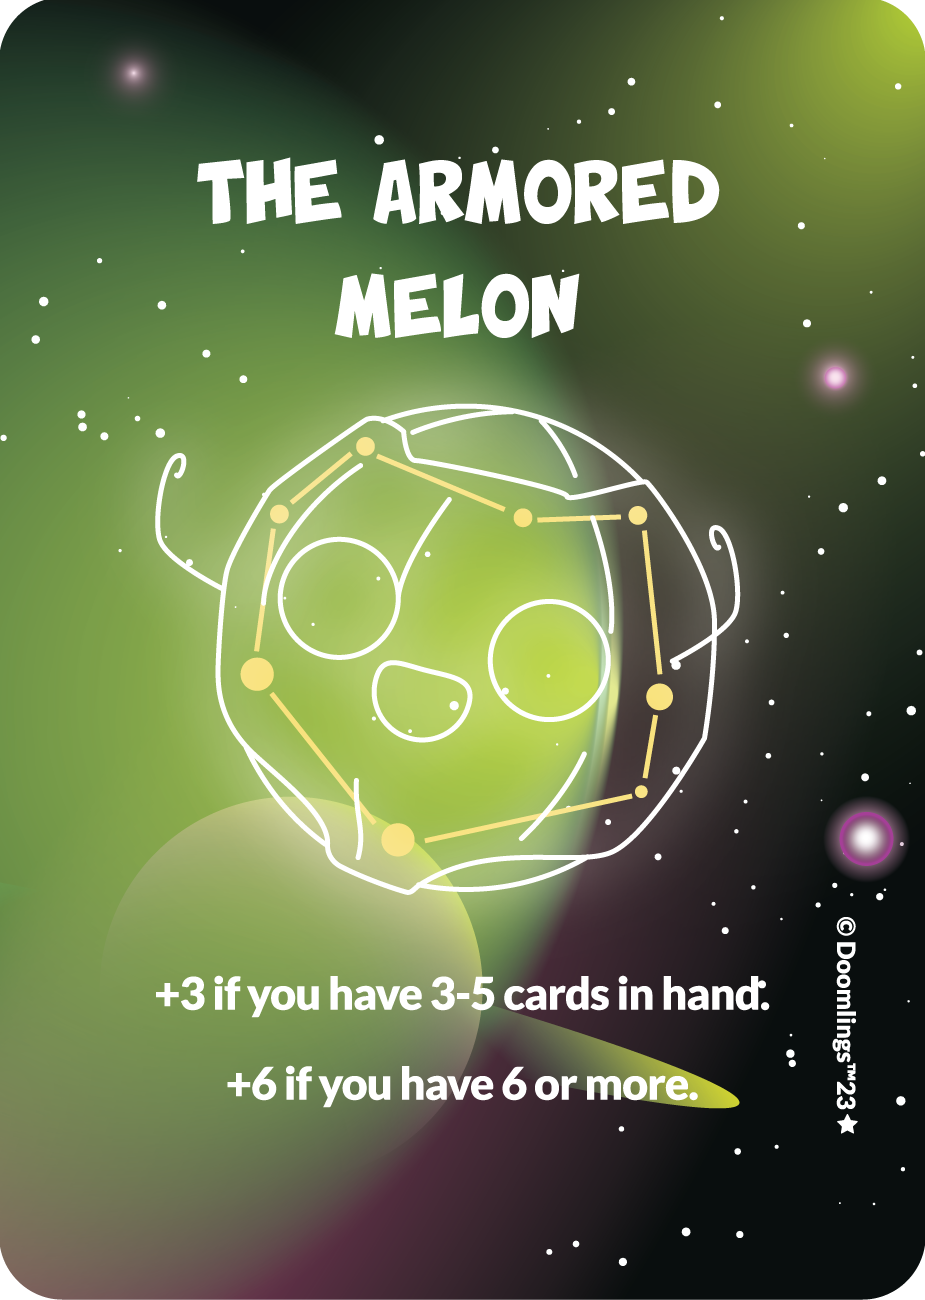 THE ARMORED
MELON
+3 if you have 3-5 cards in hand.
+6 if you have 6 or more.
© Doomlings™23 ★